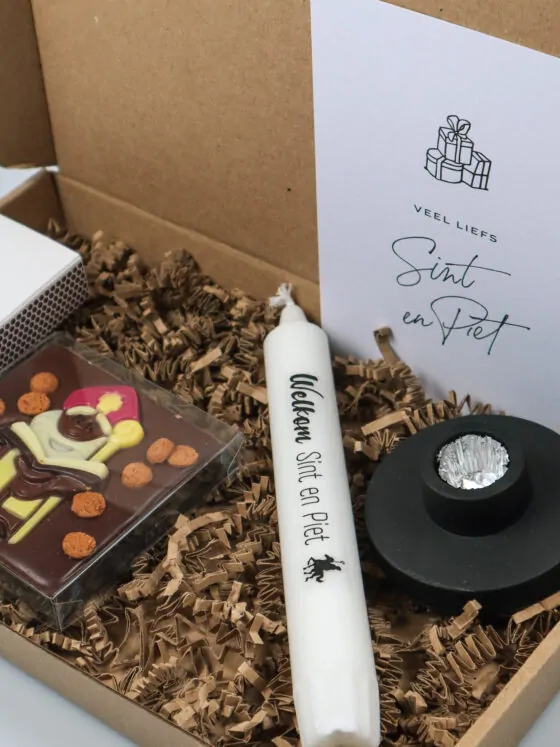 VEEL LIEFS
Sint
en Piet
Welkom Sint en Piet